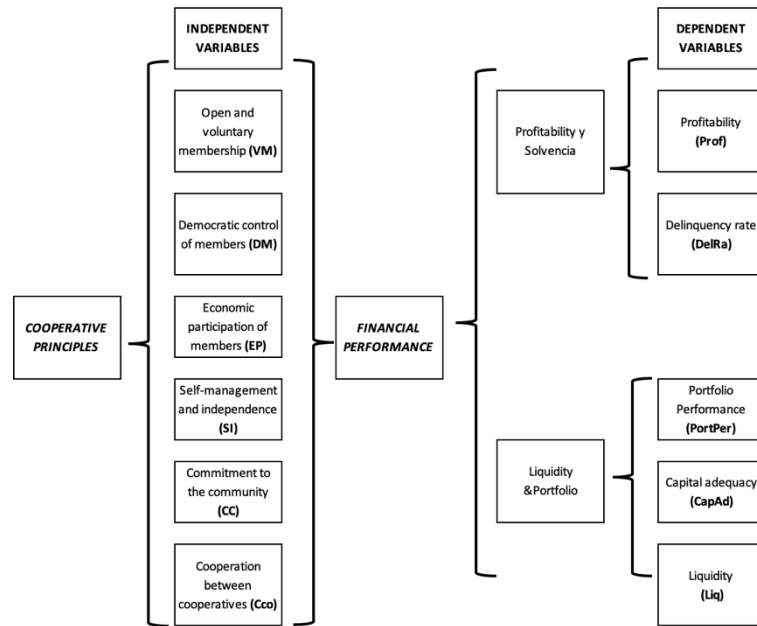 INDEPENDENT
VARIABLES
Open and
voluntary
membership (VM)
Democratic control
of members (DM)
Economic
participation of
members (EP)
Self-management
and independence
(SI)
Commitment to
the community
(CC)
Cooperation
between
cooperatives (Cco)
COOPERATIVE
PRINCIPLES
FINANCIAL
PERFORMANCE
Profitability y
Solvencia
Liquidity
&Portfolio
DEPENDENT
VARIABLES
Profitability
(Prof)
Delinquency rate
(DelRa)
Portfolio
Performance
(PortPer)
Capital adequacy
(CapAd)
Liquidity
(Liq)